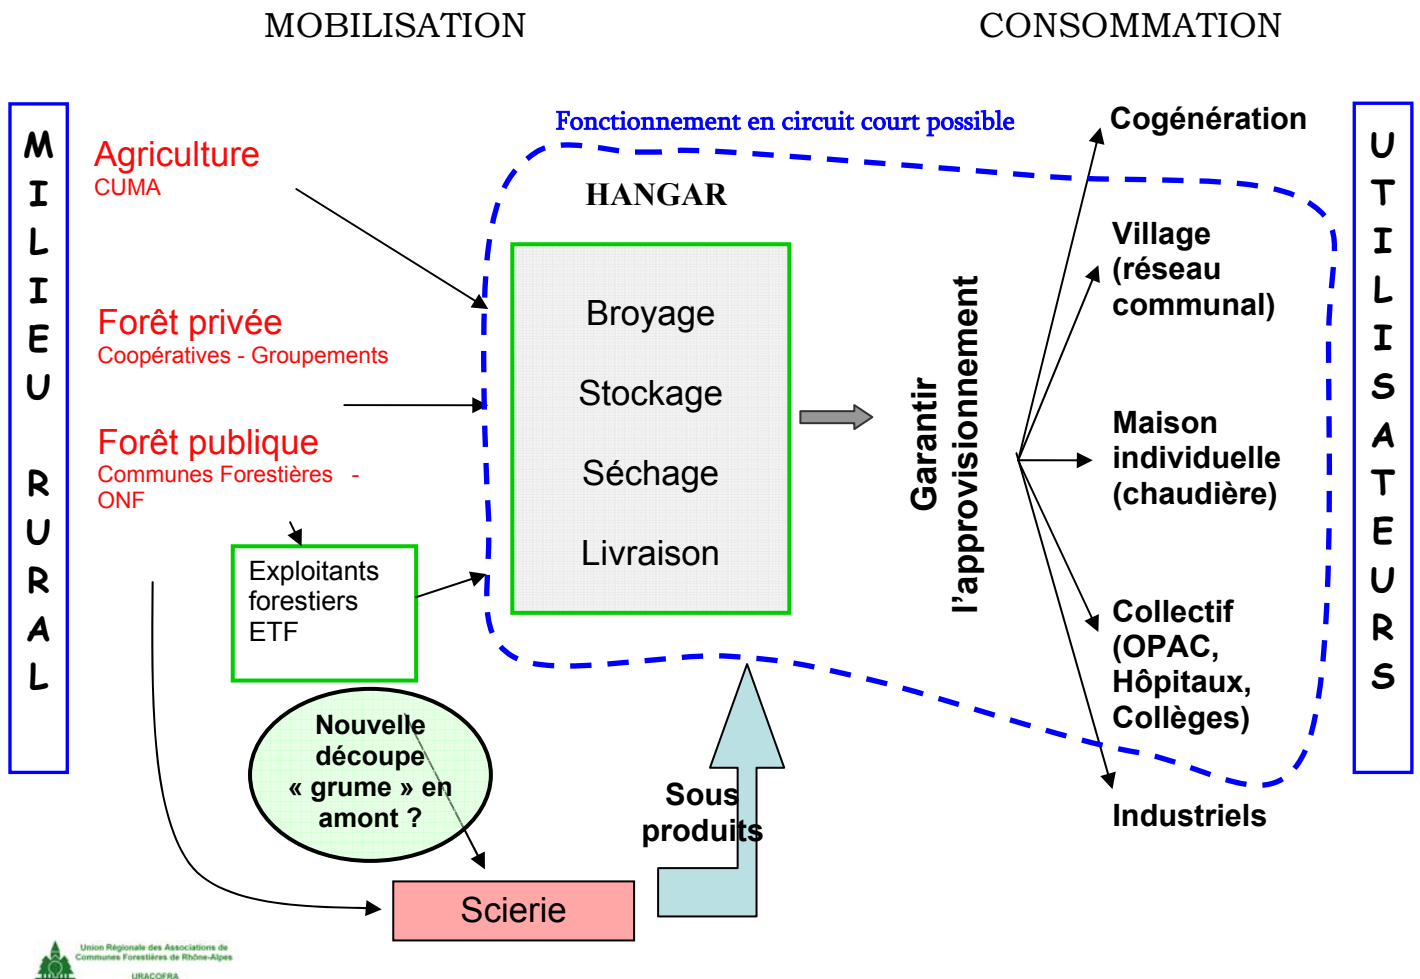 MOBILISATION
CONSOMMATION
MILIEU RURAL
Agriculture
CUMA
Forêt privée
Coopératives - Groupements
Forêt publique
Communes Forestières -
ONF
Exploitants
forestiers
ETF
Nouvelle
découpe
« grume » en
amont ?
Scierie
Sous
produits
Fonctionnement en circuit court possible
HANGAR
Broyage
Stockage
Séchage
Livraison
Garantir
l’approvisionnement
Cogénération
Village
(réseau
communal)
Maison
individuelle
(chaudière)
Collectif
(OPAC,
Hôpitaux,
Collèges)
Industriels
UTILISATEURS
Union Régionale des Associations de
Communes Forestières de Rhône-Alpes
URACOFRA